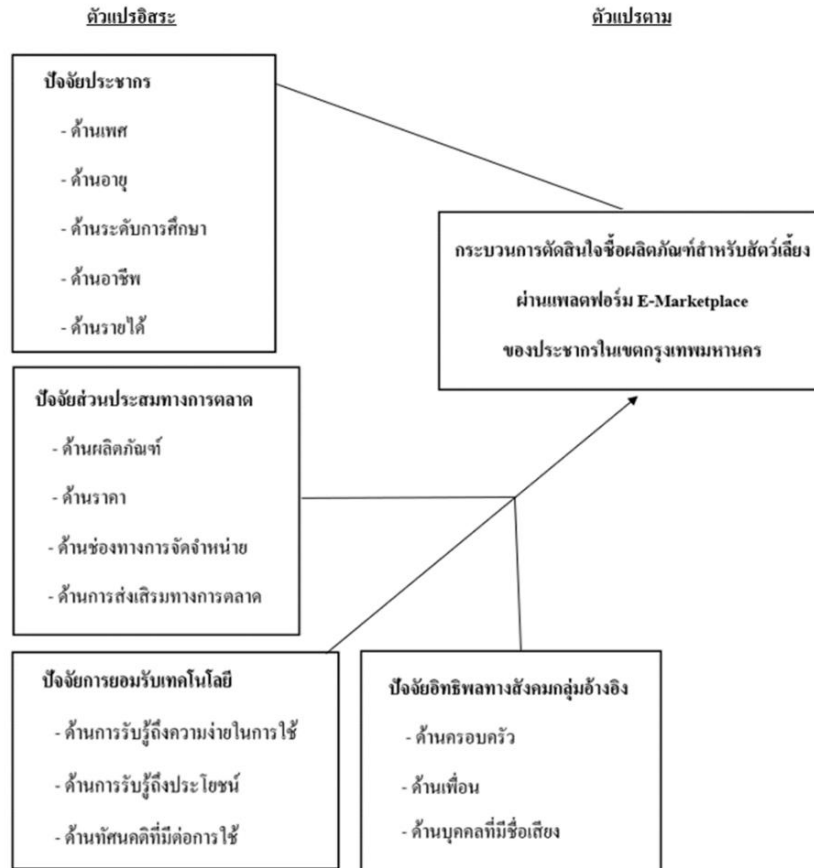 ตัวแปรอิสระ
ตัวแปรตาม
ปัจจัยประชากร
- ด้านเพศ
- ด้านอายุ
- ด้านระดับการศึกษา
- ด้านอาชีพ
- ด้านรายได้
กระบวนการตัดสินใจซื้อผลิตภัณฑ์สำหรับสัตว์เลี้ยง
ผ่านแพลตฟอร์ม E-Marketplace
ของประชากรในเขตกรุงเทพมหานคร
ปัจจัยส่วนประสมทางการตลาด
- ด้านผลิตภัณฑ์
- ด้านราคา
- ด้านช่องทางการจัดจำหน่าย
- ด้านการส่งเสริมทางการตลาด
ปัจจัยการยอมรับเทคโนโลยี
- ด้านการรับรู้ถึงความง่ายในการใช้
- ด้านการรับรู้ถึงประโยชน์
- ด้านทัศนคติที่มีต่อการใช้
ปัจจัยอิทธิพลทางสังคมกลุ่มอ้างอิง
- ด้านครอบครัว
- ด้านเพื่อน
- ด้านบุคคลที่มีชื่อเสียง